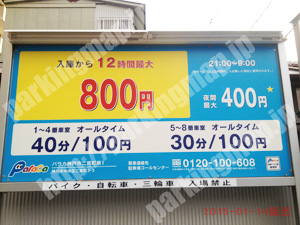 入庫から12時間最大
800円
21:00~9:00
夜間最大 400円
1~4番車室 オールタイム
40分/100円
5~8番車室 オールタイム
30分/100円
Paraca
0120-100-608
バイク・自転車・三輪車 入場禁止
parkingmap.jp